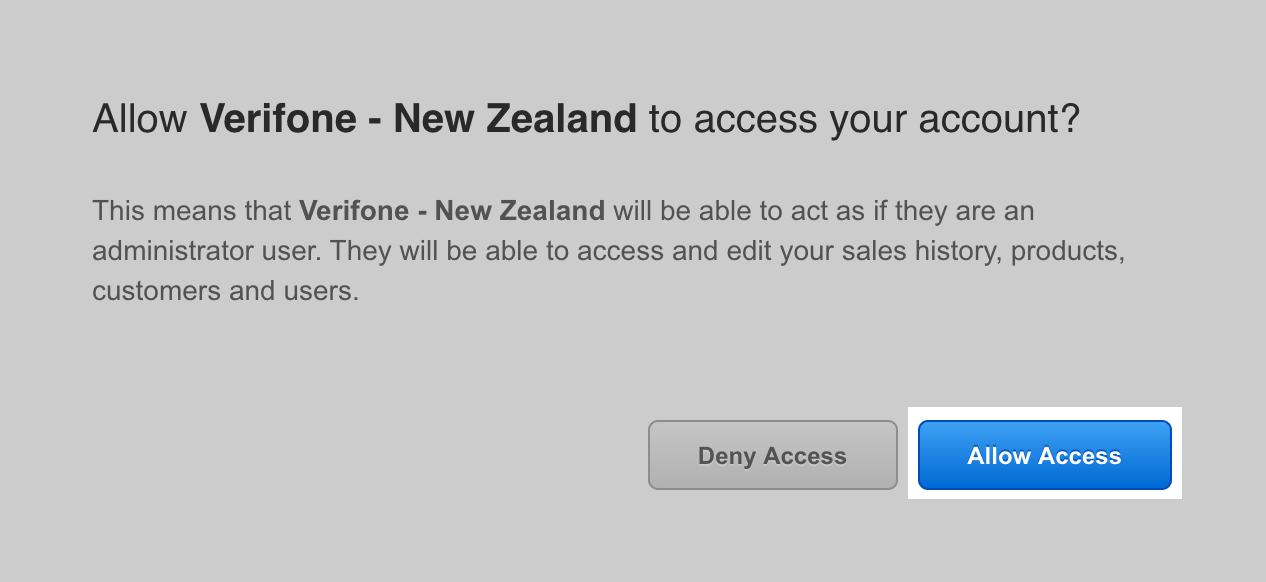 Allow Verifone - New Zealand to access your account?
This means that Verifone - New Zealand will be able to act as if they are an
administrator user. They will be able to access and edit your sales history, products,
customers and users.
Deny Access
Allow Access